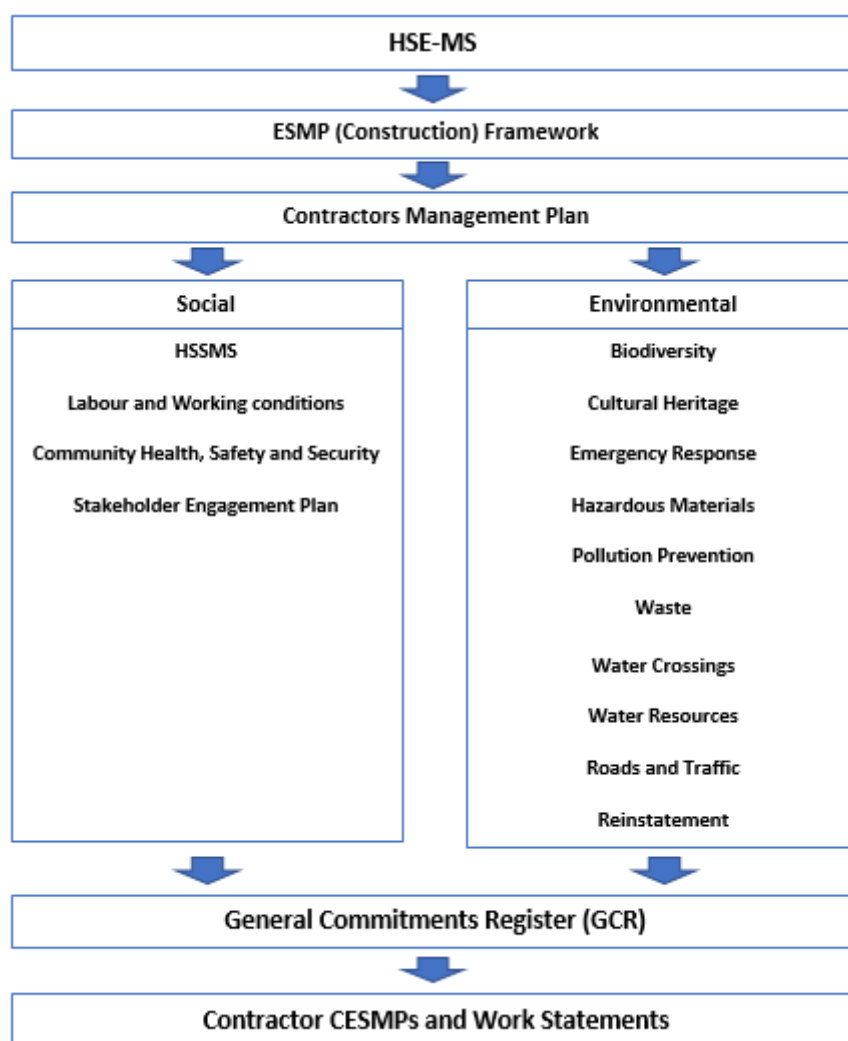 HSE-MS
ESMP (Construction) Framework
Contractors Management Plan
Social
HSSMS
Labour and Working conditions
Community Health, Safety and Security
Stakeholder Engagement Plan
Environmental
Biodiversity
Cultural Heritage
Emergency Response
Hazardous Materials
Pollution Prevention
Waste
Water Crossings
Water Resources
Roads and Traffic
Reinstatement
General Commitments Register (GCR)
Contractor CESMPs and Work Statements